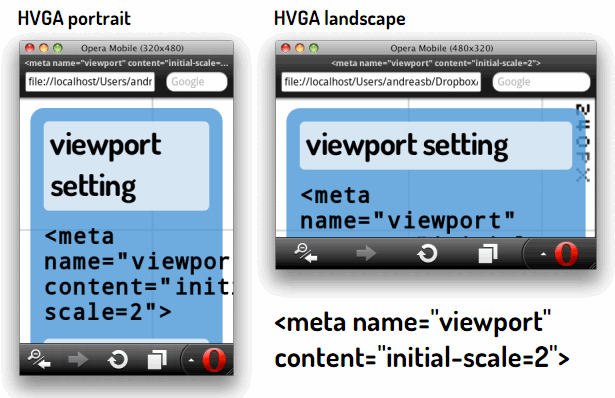 HVGA portrait
Opera Mobile (320x480)
<meta name="viewport" content="initial-scale=...
file://localhost/Users/andr
Google
viewport
setting
<meta
name="viewpor
content="init
scale=2">
HVGA landscape
Opera Mobile (480x320)
<meta name="viewport" content="initial-scale=2">
file://localhost/Users/andreasb/Dropbox/
Google
240PX
viewport setting
<meta
name="viewport"
<meta name="viewport"
content="initial-scale=2">